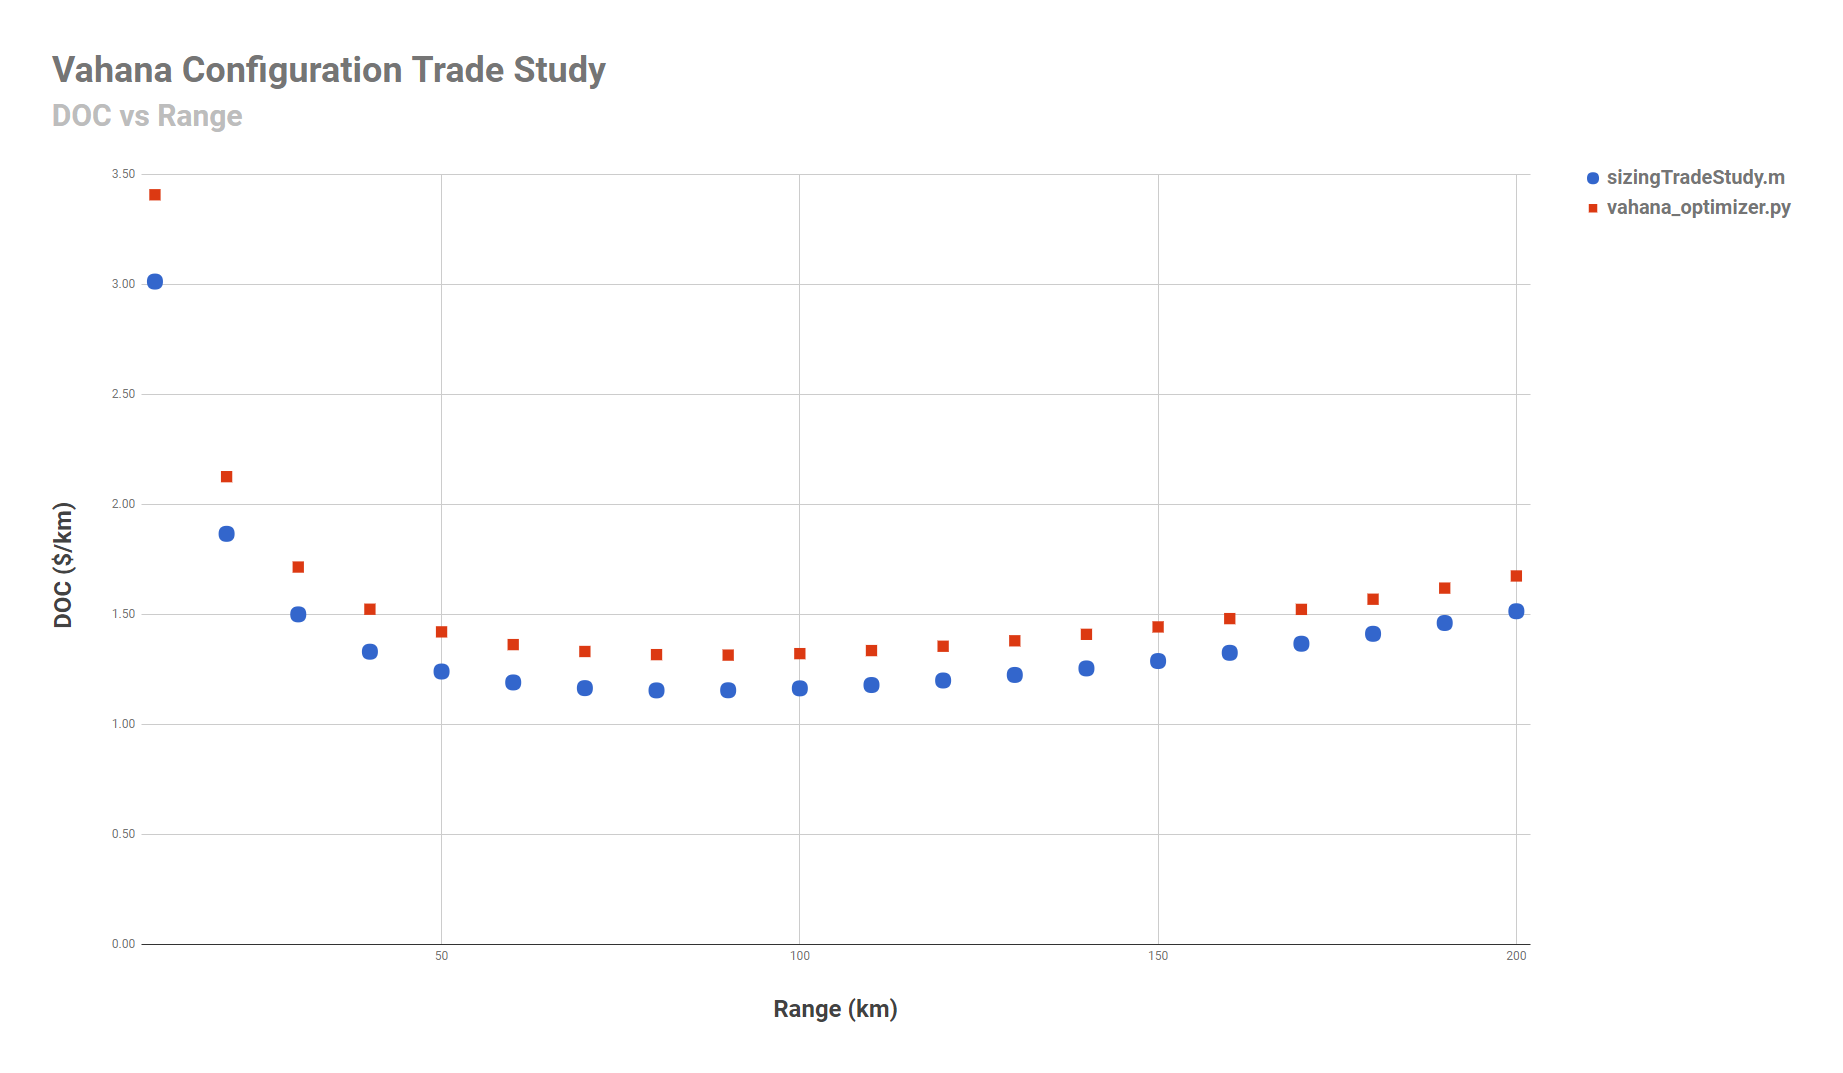 Vahana Configuration Trade Study
DOC vs Range
sizingTradeStudy.m
vahana_optimizer.py
3.50
3.00
2.50
2.00
1.50
1.00
0.50
0.00
DOC ($/km)
50
100
150
200
Range (km)